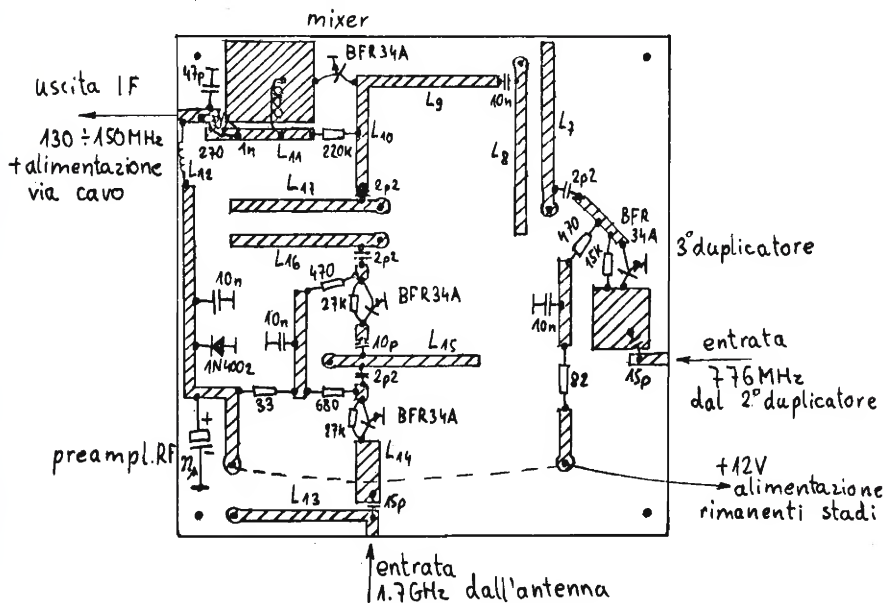 mixer
BFR34A
47p
uscita IF
130÷150MHz
+alimentazione
via cavo
270
1n
L11
220K
L10
L9
10n
L8
L7
L12
L17
2p2
2p2
L16
2p2
470
BFR
34A
15K
3°duplicatore
470
27K
BFR34A
10n
10n
10n
10p
L15
1N4002
2p2
82
15p
entrata
776MHz
dal 2°duplicatore
33
680
BFR34A
27K
L14
preampl.RF
+
+12V
alimentazione
rimanenti stadi
L13
15p
entrata
1.7GHz dall'antenna